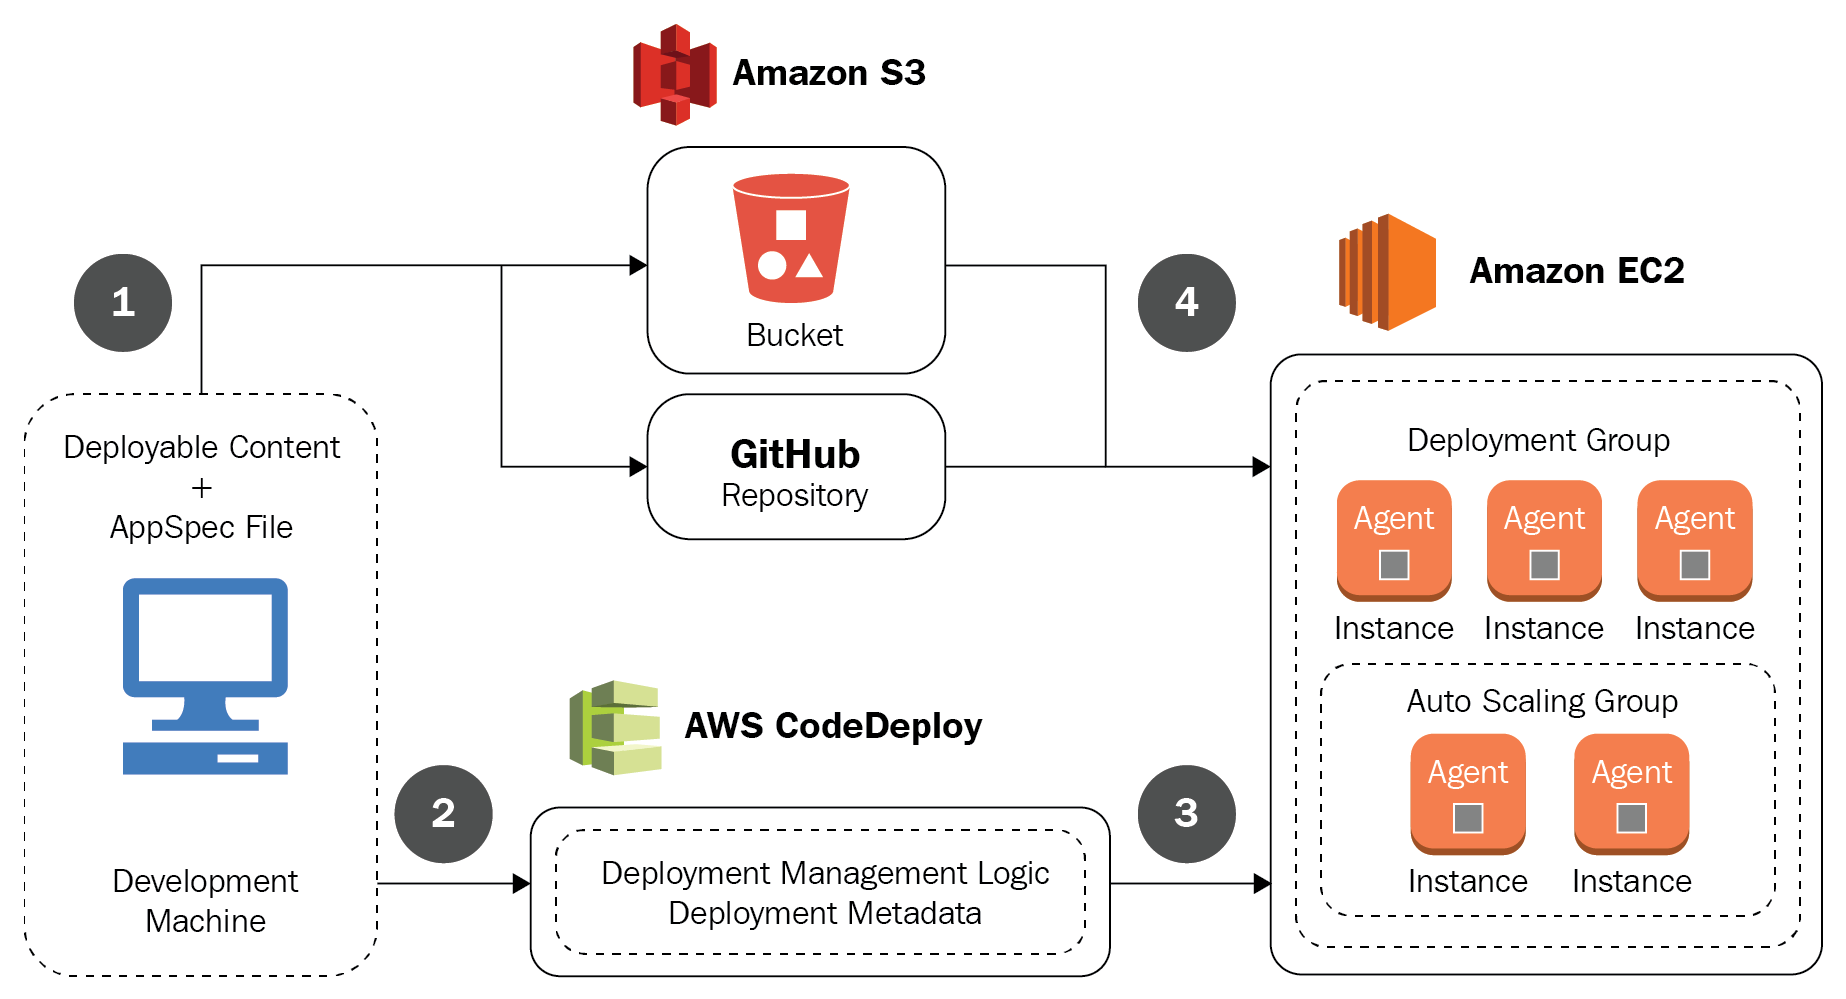 Amazon S3
Bucket
1
4
Amazon EC2
Deployable Content
+
AppSpec File
GitHub
Repository
Deployment Group
Agent Agent Agent
Instance Instance Instance
Auto Scaling Group
Agent Agent
Instance Instance
AWS CodeDeploy
2
3
Deployment Management Logic
Deployment Metadata
Development
Machine